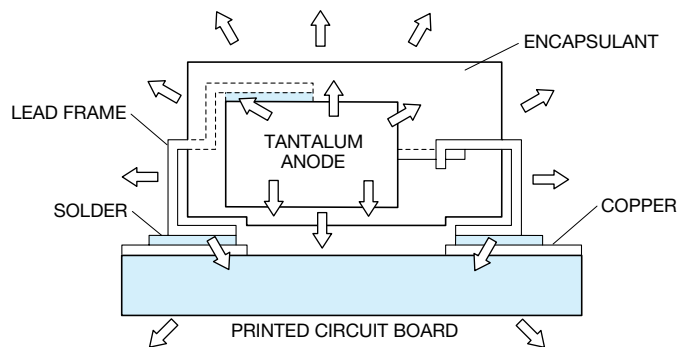 ENCAPSULANT
LEAD FRAME
TANTALUM
ANODE
SOLDER
COPPER
PRINTED CIRCUIT BOARD